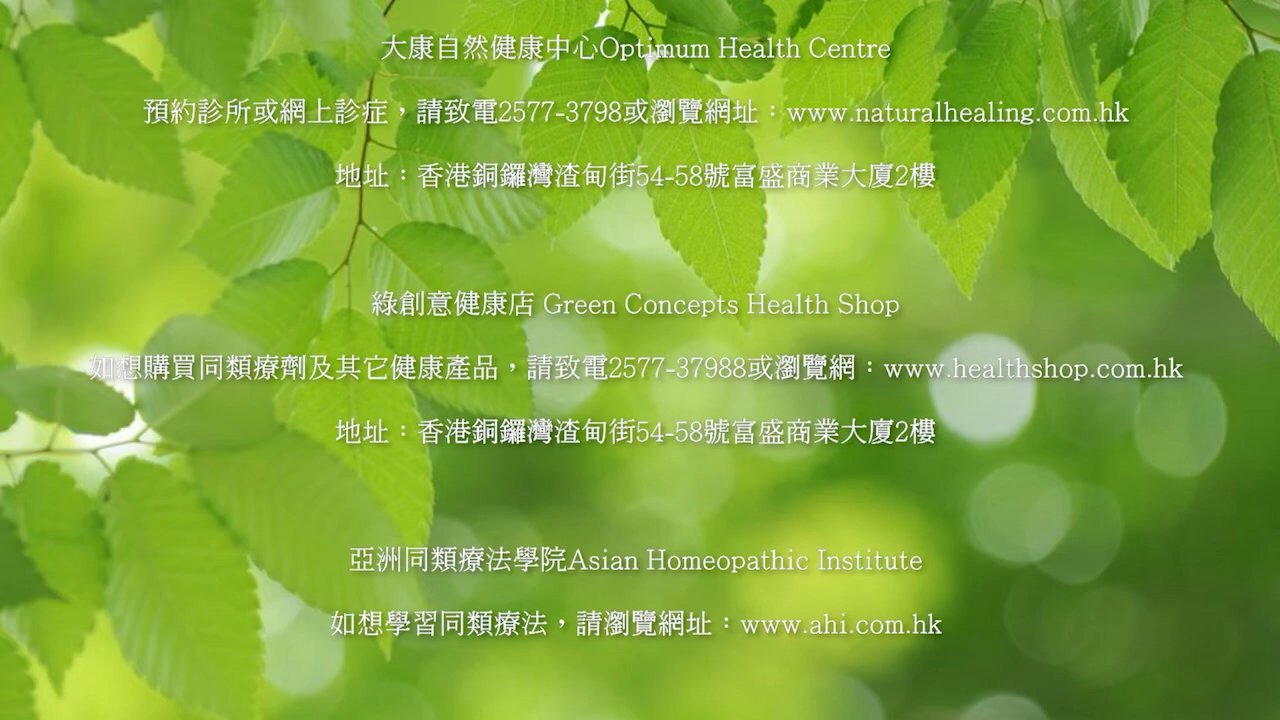 大康自然健康中心Optimum Health Centre
預約診所或網上診症，請致電2577-3798或瀏覽網址：www.naturalhealing.com.hk
地址：香港銅鑼灣渣甸街54-58號富盛商業大廈2樓
綠創意健康店 Green Concepts Health Shop
如想購買同類療劑及其它健康產品，請致電2577-37988或瀏覽網：www.healthshop.com.hk
地址：香港銅鑼灣渣甸街54-58號富盛商業大廈2樓
亞洲同類療法學院Asian Homeopathic Institute
如想學習同類療法，請瀏覽網址：www.ahi.com.hk